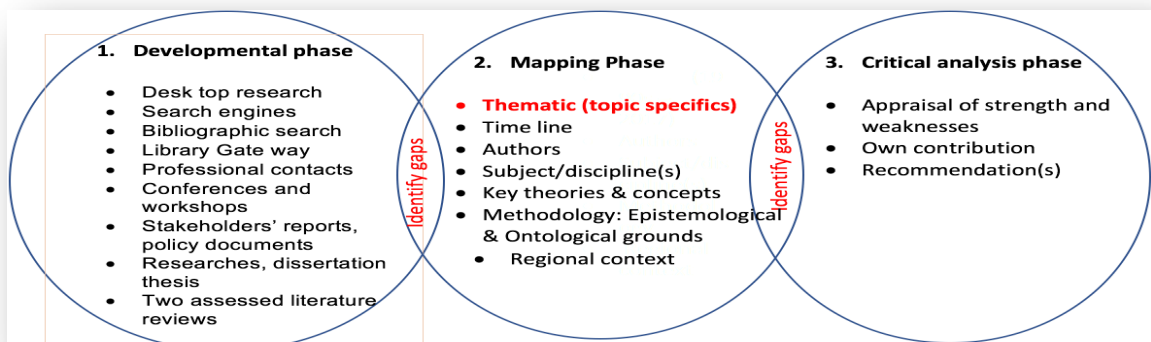 1. Developmental phase
• Desk top research
• Search engines
• Bibliographic search
• Library Gate way
• Professional contacts
• Conferences and
workshops
• Stakeholders' reports,
policy documents
• Researches, dissertation
thesis
• Two assessed literature
reviews
Identify gaps
2. Mapping Phase
• Thematic (topic specifics)
• Time line
• Authors
• Subject/discipline(s)
• Key theories & concepts
• Methodology: Epistemological
& Ontological grounds
• Regional context
Identify gaps
3. Critical analysis phase
• Appraisal of strength and
weaknesses
• Own contribution
• Recommendation(s)